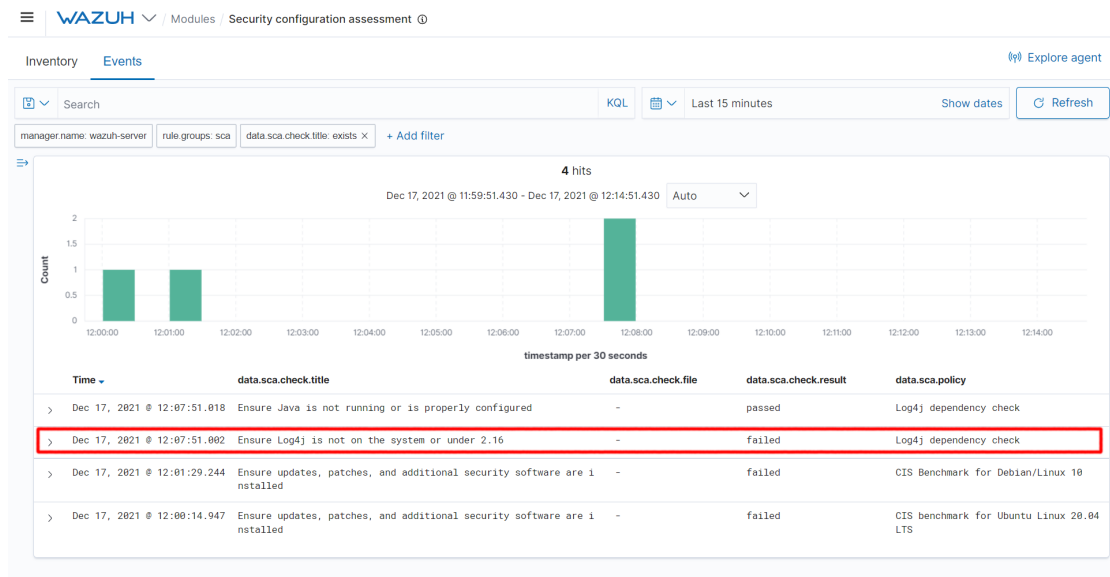 WAZUH / Modules / Security configuration assessment
Inventory Events Explore agent
Search KQL Last 15 minutes Show dates Refresh
manager.name: wazuh-server rule.groups: sca data.sca.check.title: exists × + Add filter
4 hits
Dec 17, 2021 @ 11:59:51.430 - Dec 17, 2021 @ 12:14:51.430 Auto
2
1.5
1
0.5
0
Count
12:00:00 12:01:00 12:02:00 12:03:00 12:04:00 12:05:00 12:06:00 12:07:00 12:08:00 12:09:00 12:10:00 12:11:00 12:12:00 12:13:00 12:14:00
timestamp per 30 seconds
Time data.sca.check.title data.sca.check.file data.sca.check.result data.sca.policy
Dec 17, 2021 @ 12:07:51.018 Ensure Java is not running or is properly configured - passed Log4j dependency check
Dec 17, 2021 @ 12:07:51.002 Ensure Log4j is not on the system or under 2.16 - failed Log4j dependency check
Dec 17, 2021 @ 12:01:29.244 Ensure updates, patches, and additional security software are i - failed CIS Benchmark for Debian/Linux 10
nstalled
Dec 17, 2021 @ 12:00:14.947 Ensure updates, patches, and additional security software are i - failed CIS benchmark for Ubuntu Linux 20.04
nstalled LTS